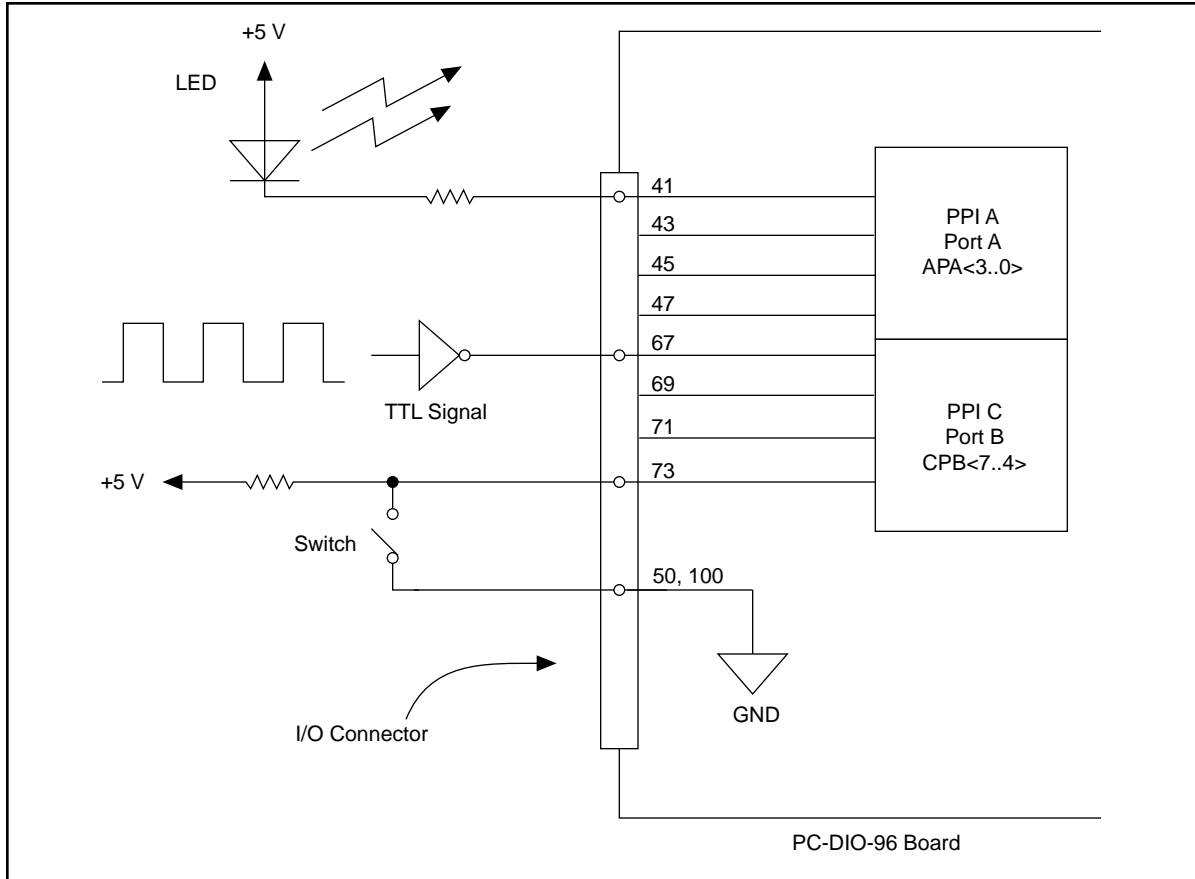 +5 V
LED
41
43
45
47
67
69
71
73
50, 100
PPI A
Port A
APA<3..0>
PPI C
Port B
CPB<7..4>
TTL Signal
+5 V
Switch
GND
I/O Connector
PC-DIO-96 Board